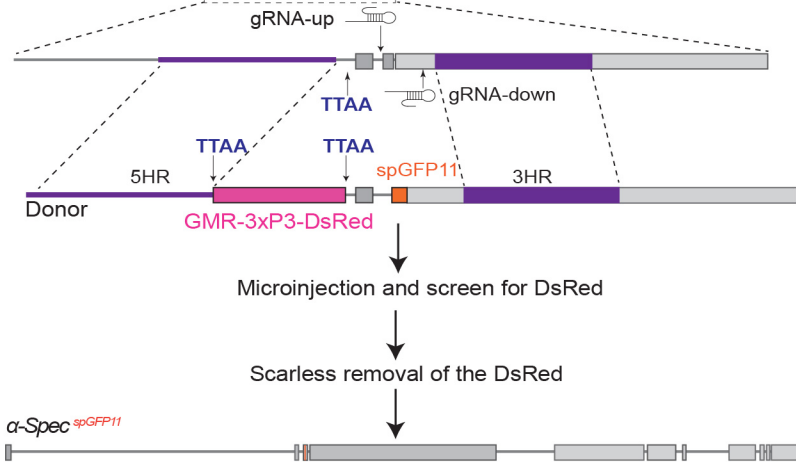 gRNA-up
TTAA
gRNA-down
TTAA
TTAA
spGFP11
5HR
3HR
Donor
GMR-3xP3-DsRed
Microinjection and screen for DsRed
Scarless removal of the DsRed
α-Spec spGFP11